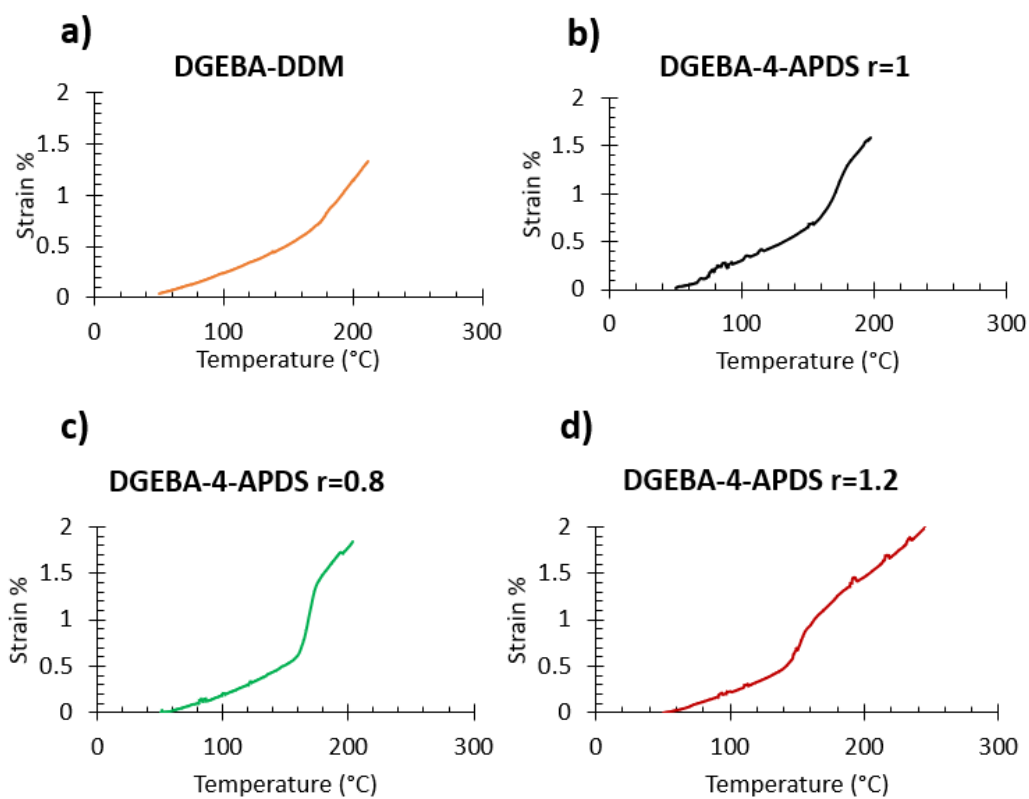 a)
DGEBA-DDM
2
1.5
1
0.5
0
0
100
200
300
Strain %
Temperature (°C)
b)
DGEBA-4-APDS r=1
2
1.5
1
0.5
0
0
100
200
300
Strain %
Temperature (°C)
c)
DGEBA-4-APDS r=0.8
2
1.5
1
0.5
0
0
100
200
300
Strain %
Temperature (°C)
d)
DGEBA-4-APDS r=1.2
2
1.5
1
0.5
0
0
100
200
300
Strain %
Temperature (°C)